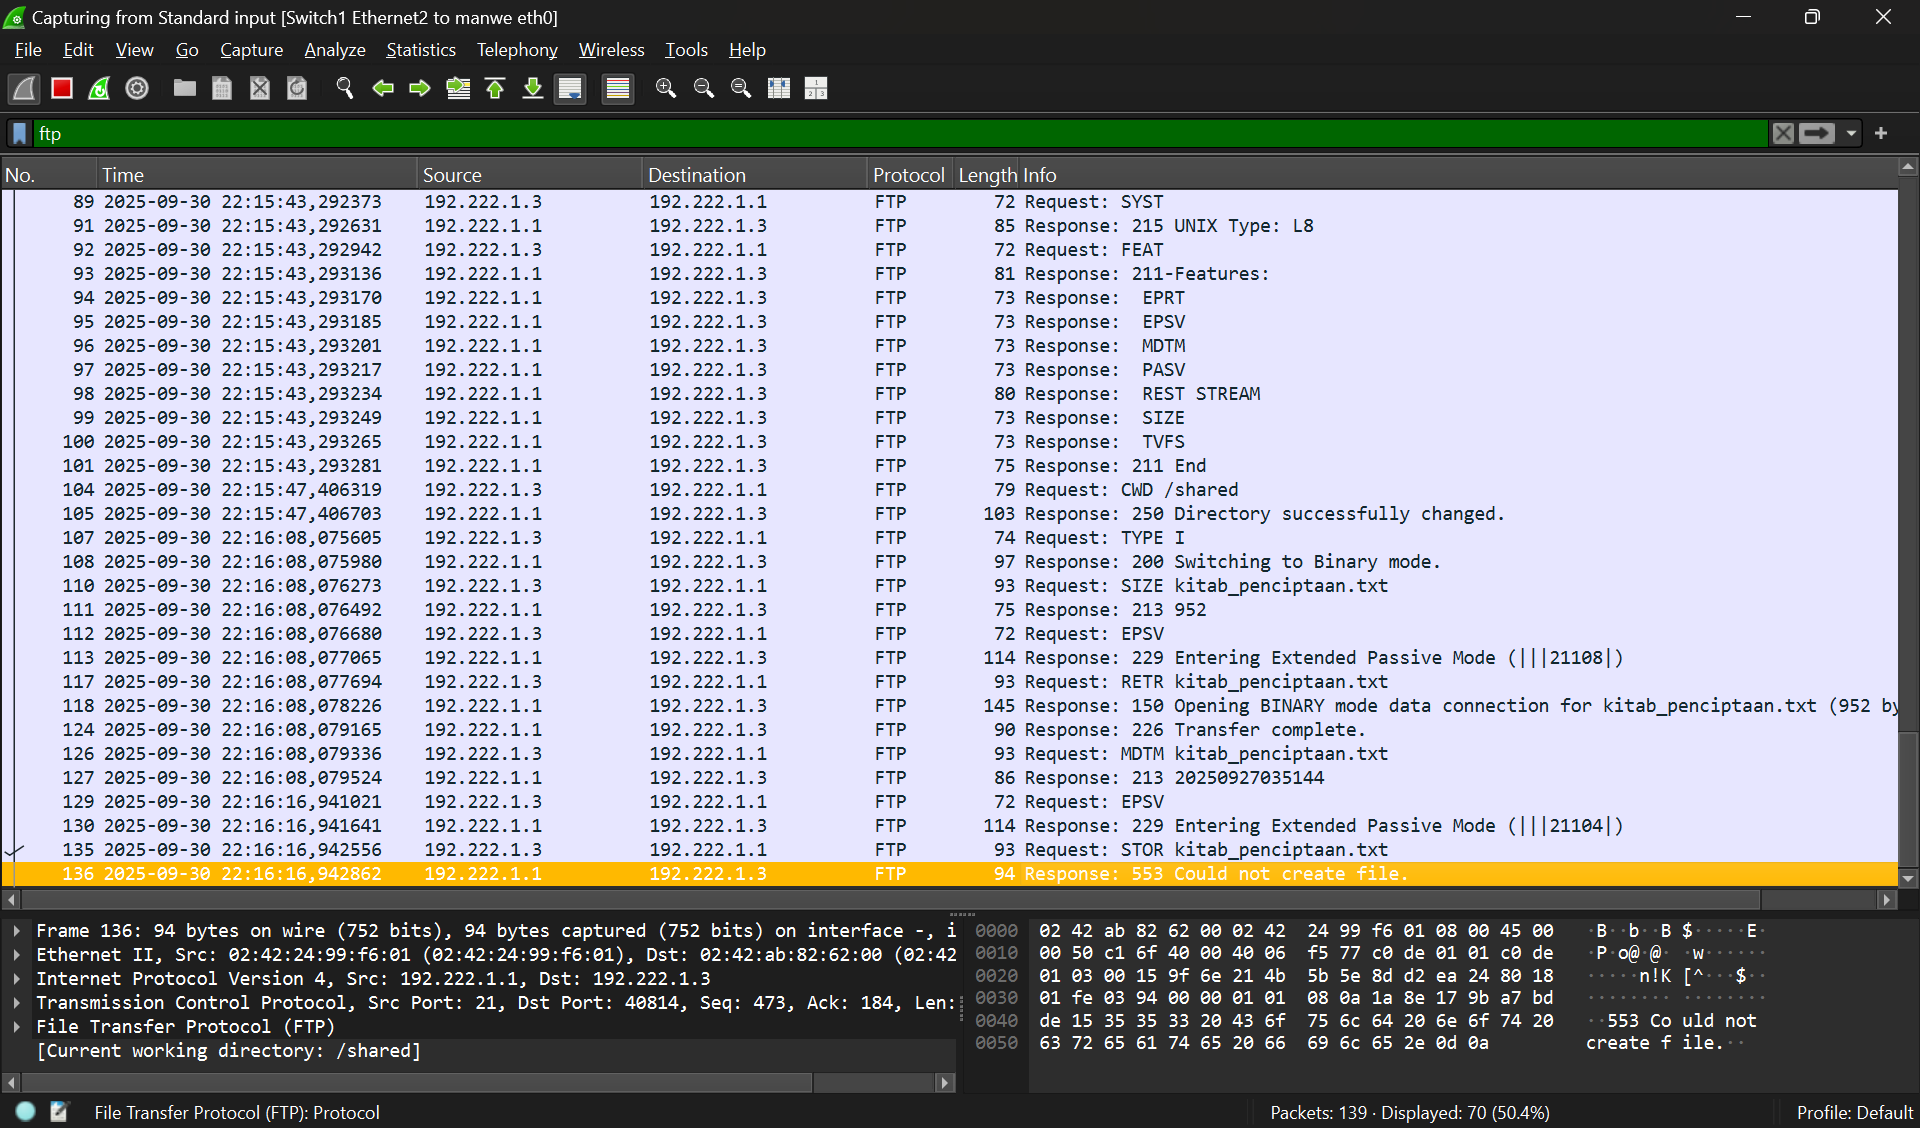 Capturing from Standard input [Switch1 Ethernet2 to manwe eth0]
File Edit View Go Capture Analyze Statistics Telephony Wireless Tools Help
ftp
No. Time Source Destination Protocol Length Info
89 2025-09-30 22:15:43,292373 192.222.1.3 192.222.1.1 FTP 72 Request: SYST
91 2025-09-30 22:15:43,292631 192.222.1.1 192.222.1.3 FTP 85 Response: 215 UNIX Type: L8
92 2025-09-30 22:15:43,292942 192.222.1.3 192.222.1.1 FTP 72 Request: FEAT
93 2025-09-30 22:15:43,293136 192.222.1.1 192.222.1.3 FTP 81 Response: 211-Features:
94 2025-09-30 22:15:43,293170 192.222.1.1 192.222.1.3 FTP 73 Response: EPRT
95 2025-09-30 22:15:43,293185 192.222.1.1 192.222.1.3 FTP 73 Response: EPSV
96 2025-09-30 22:15:43,293201 192.222.1.1 192.222.1.3 FTP 73 Response: MDTM
97 2025-09-30 22:15:43,293217 192.222.1.1 192.222.1.3 FTP 73 Response: PASV
98 2025-09-30 22:15:43,293234 192.222.1.1 192.222.1.3 FTP 80 Response: REST STREAM
99 2025-09-30 22:15:43,293249 192.222.1.1 192.222.1.3 FTP 73 Response: SIZE
100 2025-09-30 22:15:43,293265 192.222.1.1 192.222.1.3 FTP 73 Response: TVFS
101 2025-09-30 22:15:43,293281 192.222.1.1 192.222.1.3 FTP 75 Response: 211 End
104 2025-09-30 22:15:47,406319 192.222.1.3 192.222.1.1 FTP 79 Request: CWD /shared
105 2025-09-30 22:15:47,406703 192.222.1.1 192.222.1.3 FTP 103 Response: 250 Directory successfully changed.
107 2025-09-30 22:16:08,075605 192.222.1.3 192.222.1.1 FTP 74 Request: TYPE I
108 2025-09-30 22:16:08,075980 192.222.1.1 192.222.1.3 FTP 97 Response: 200 Switching to Binary mode.
110 2025-09-30 22:16:08,076273 192.222.1.3 192.222.1.1 FTP 93 Request: SIZE kitab_penciptaan.txt
111 2025-09-30 22:16:08,076492 192.222.1.1 192.222.1.3 FTP 75 Response: 213 952
112 2025-09-30 22:16:08,076680 192.222.1.3 192.222.1.1 FTP 72 Request: EPSV
113 2025-09-30 22:16:08,077065 192.222.1.1 192.222.1.3 FTP 114 Response: 229 Entering Extended Passive Mode (|||21108|)
117 2025-09-30 22:16:08,077694 192.222.1.3 192.222.1.1 FTP 93 Request: RETR kitab_penciptaan.txt
118 2025-09-30 22:16:08,078226 192.222.1.1 192.222.1.3 FTP 145 Response: 150 Opening BINARY mode data connection for kitab_penciptaan.txt (952 by
124 2025-09-30 22:16:08,079165 192.222.1.1 192.222.1.3 FTP 90 Response: 226 Transfer complete.
126 2025-09-30 22:16:08,079336 192.222.1.3 192.222.1.1 FTP 93 Request: MDTM kitab_penciptaan.txt
127 2025-09-30 22:16:08,079524 192.222.1.1 192.222.1.3 FTP 86 Response: 213 20250927035144
129 2025-09-30 22:16:16,941021 192.222.1.3 192.222.1.1 FTP 72 Request: EPSV
130 2025-09-30 22:16:16,941641 192.222.1.1 192.222.1.3 FTP 114 Response: 229 Entering Extended Passive Mode (|||21104|)
135 2025-09-30 22:16:16,942556 192.222.1.3 192.222.1.1 FTP 93 Request: STOR kitab_penciptaan.txt
136 2025-09-30 22:16:16,942862 192.222.1.1 192.222.1.3 FTP 94 Response: 553 Could not create file.
Frame 136: 94 bytes on wire (752 bits), 94 bytes captured (752 bits) on interface -, i
Ethernet II, Src: 02:42:24:99:f6:01 (02:42:24:99:f6:01), Dst: 02:42:ab:82:62:00 (02:42
Internet Protocol Version 4, Src: 192.222.1.1, Dst: 192.222.1.3
Transmission Control Protocol, Src Port: 21, Dst Port: 40814, Seq: 473, Ack: 184, Len:
File Transfer Protocol (FTP)
[Current working directory: /shared]
0000 02 42 ab 82 62 00 02 42 24 99 f6 01 08 00 45 00 ·B··b··B $·····E·
0010 00 50 c1 6f 40 00 40 06 f5 77 c0 de 01 01 c0 de ·P·o@·@· ·w······
0020 01 03 00 15 9f 6e 21 4b 5b 5e 8d d2 ea 24 80 18 ·····n!K [^···$··
0030 01 fe 03 94 00 00 01 01 08 0a 1a 8e 17 9b a7 bd ········ ········
0040 de 15 35 35 33 20 43 6f 75 6c 64 20 6e 6f 74 20 ··553 Co uld not
0050 63 72 65 61 74 65 20 66 69 6c 65 2e 0d 0a create f ile.··
File Transfer Protocol (FTP): Protocol
Packets: 139 · Displayed: 70 (50.4%)
Profile: Default